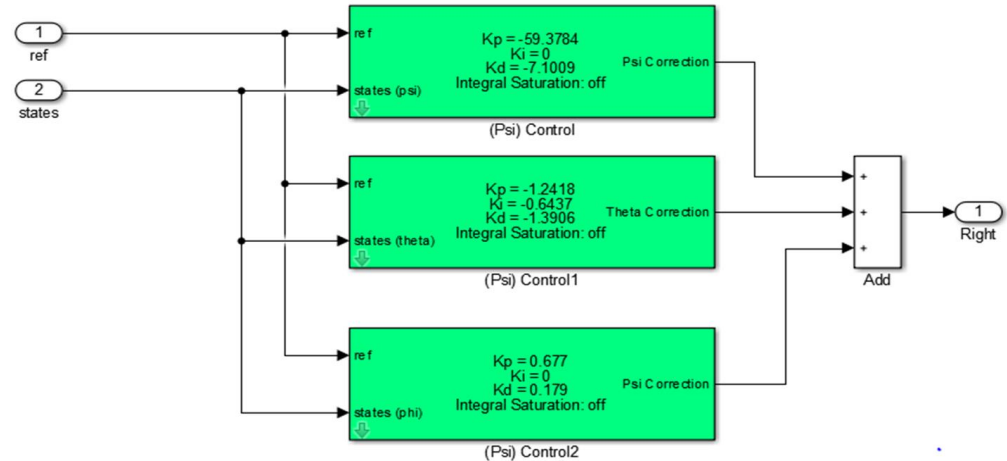 1
ref
2
states
ref
states (psi)
Kp = -59.3784
Ki = 0
Kd = -7.1009
Integral Saturation: off
Psi Correction
(Psi) Control
ref
states (theta)
Kp = -1.2418
Ki = -0.6437
Kd = -1.3906
Integral Saturation: off
Theta Correction
(Psi) Control1
ref
states (phi)
Kp = 0.677
Ki = 0
Kd = 0.179
Integral Saturation: off
Psi Correction
(Psi) Control2
+
+
+
Add
1
Right